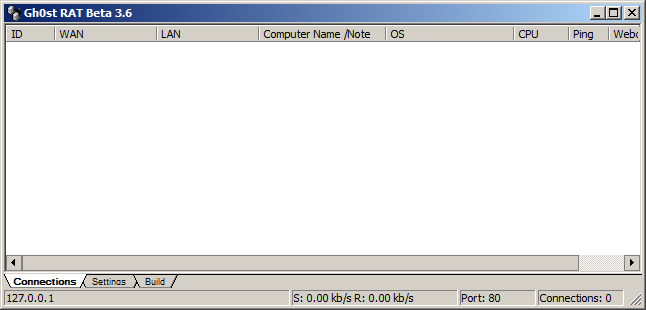 Gh0st RAT Beta 3.6
ID WAN LAN Computer Name /Note OS CPU Ping Webc
Connections Settings Build
127.0.0.1 S: 0.00 kb/s R: 0.00 kb/s Port: 80 Connections: 0